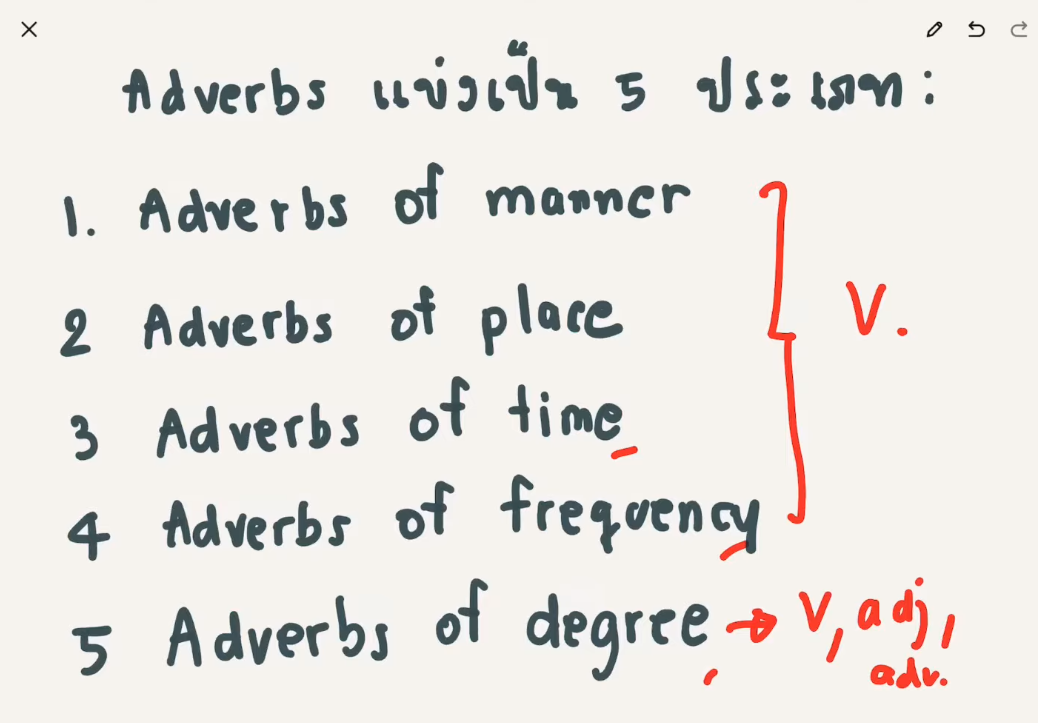 Adverbs แบ่งเป็น 5 ประเภท :
1. Adverbs of manner
2 Adverbs of place
V.
3 Adverbs of time
4 Adverbs of frequency
5 Adverbs of degree → V, adj,
adv.